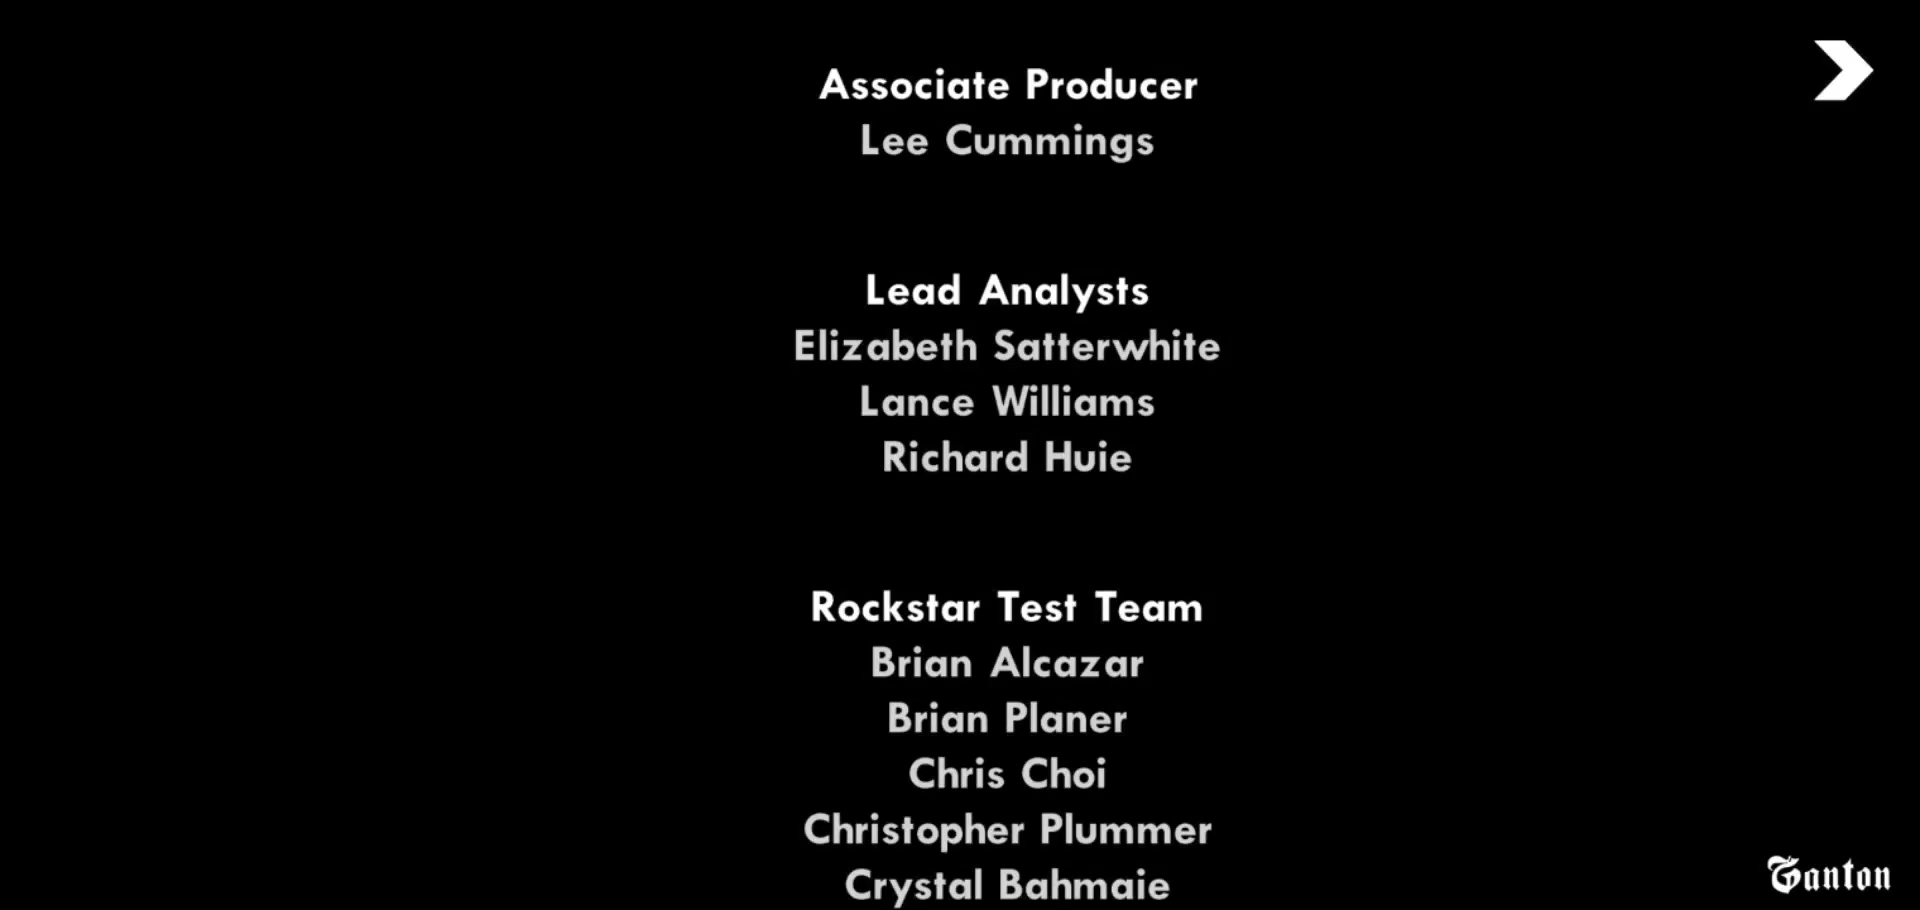 Associate Producer
Lee Cummings
Lead Analysts
Elizabeth Satterwhite
Lance Williams
Richard Huie
Rockstar Test Team
Brian Alcazar
Brian Planer
Chris Choi
Christopher Plummer
Crystal Bahmaie
Ganton